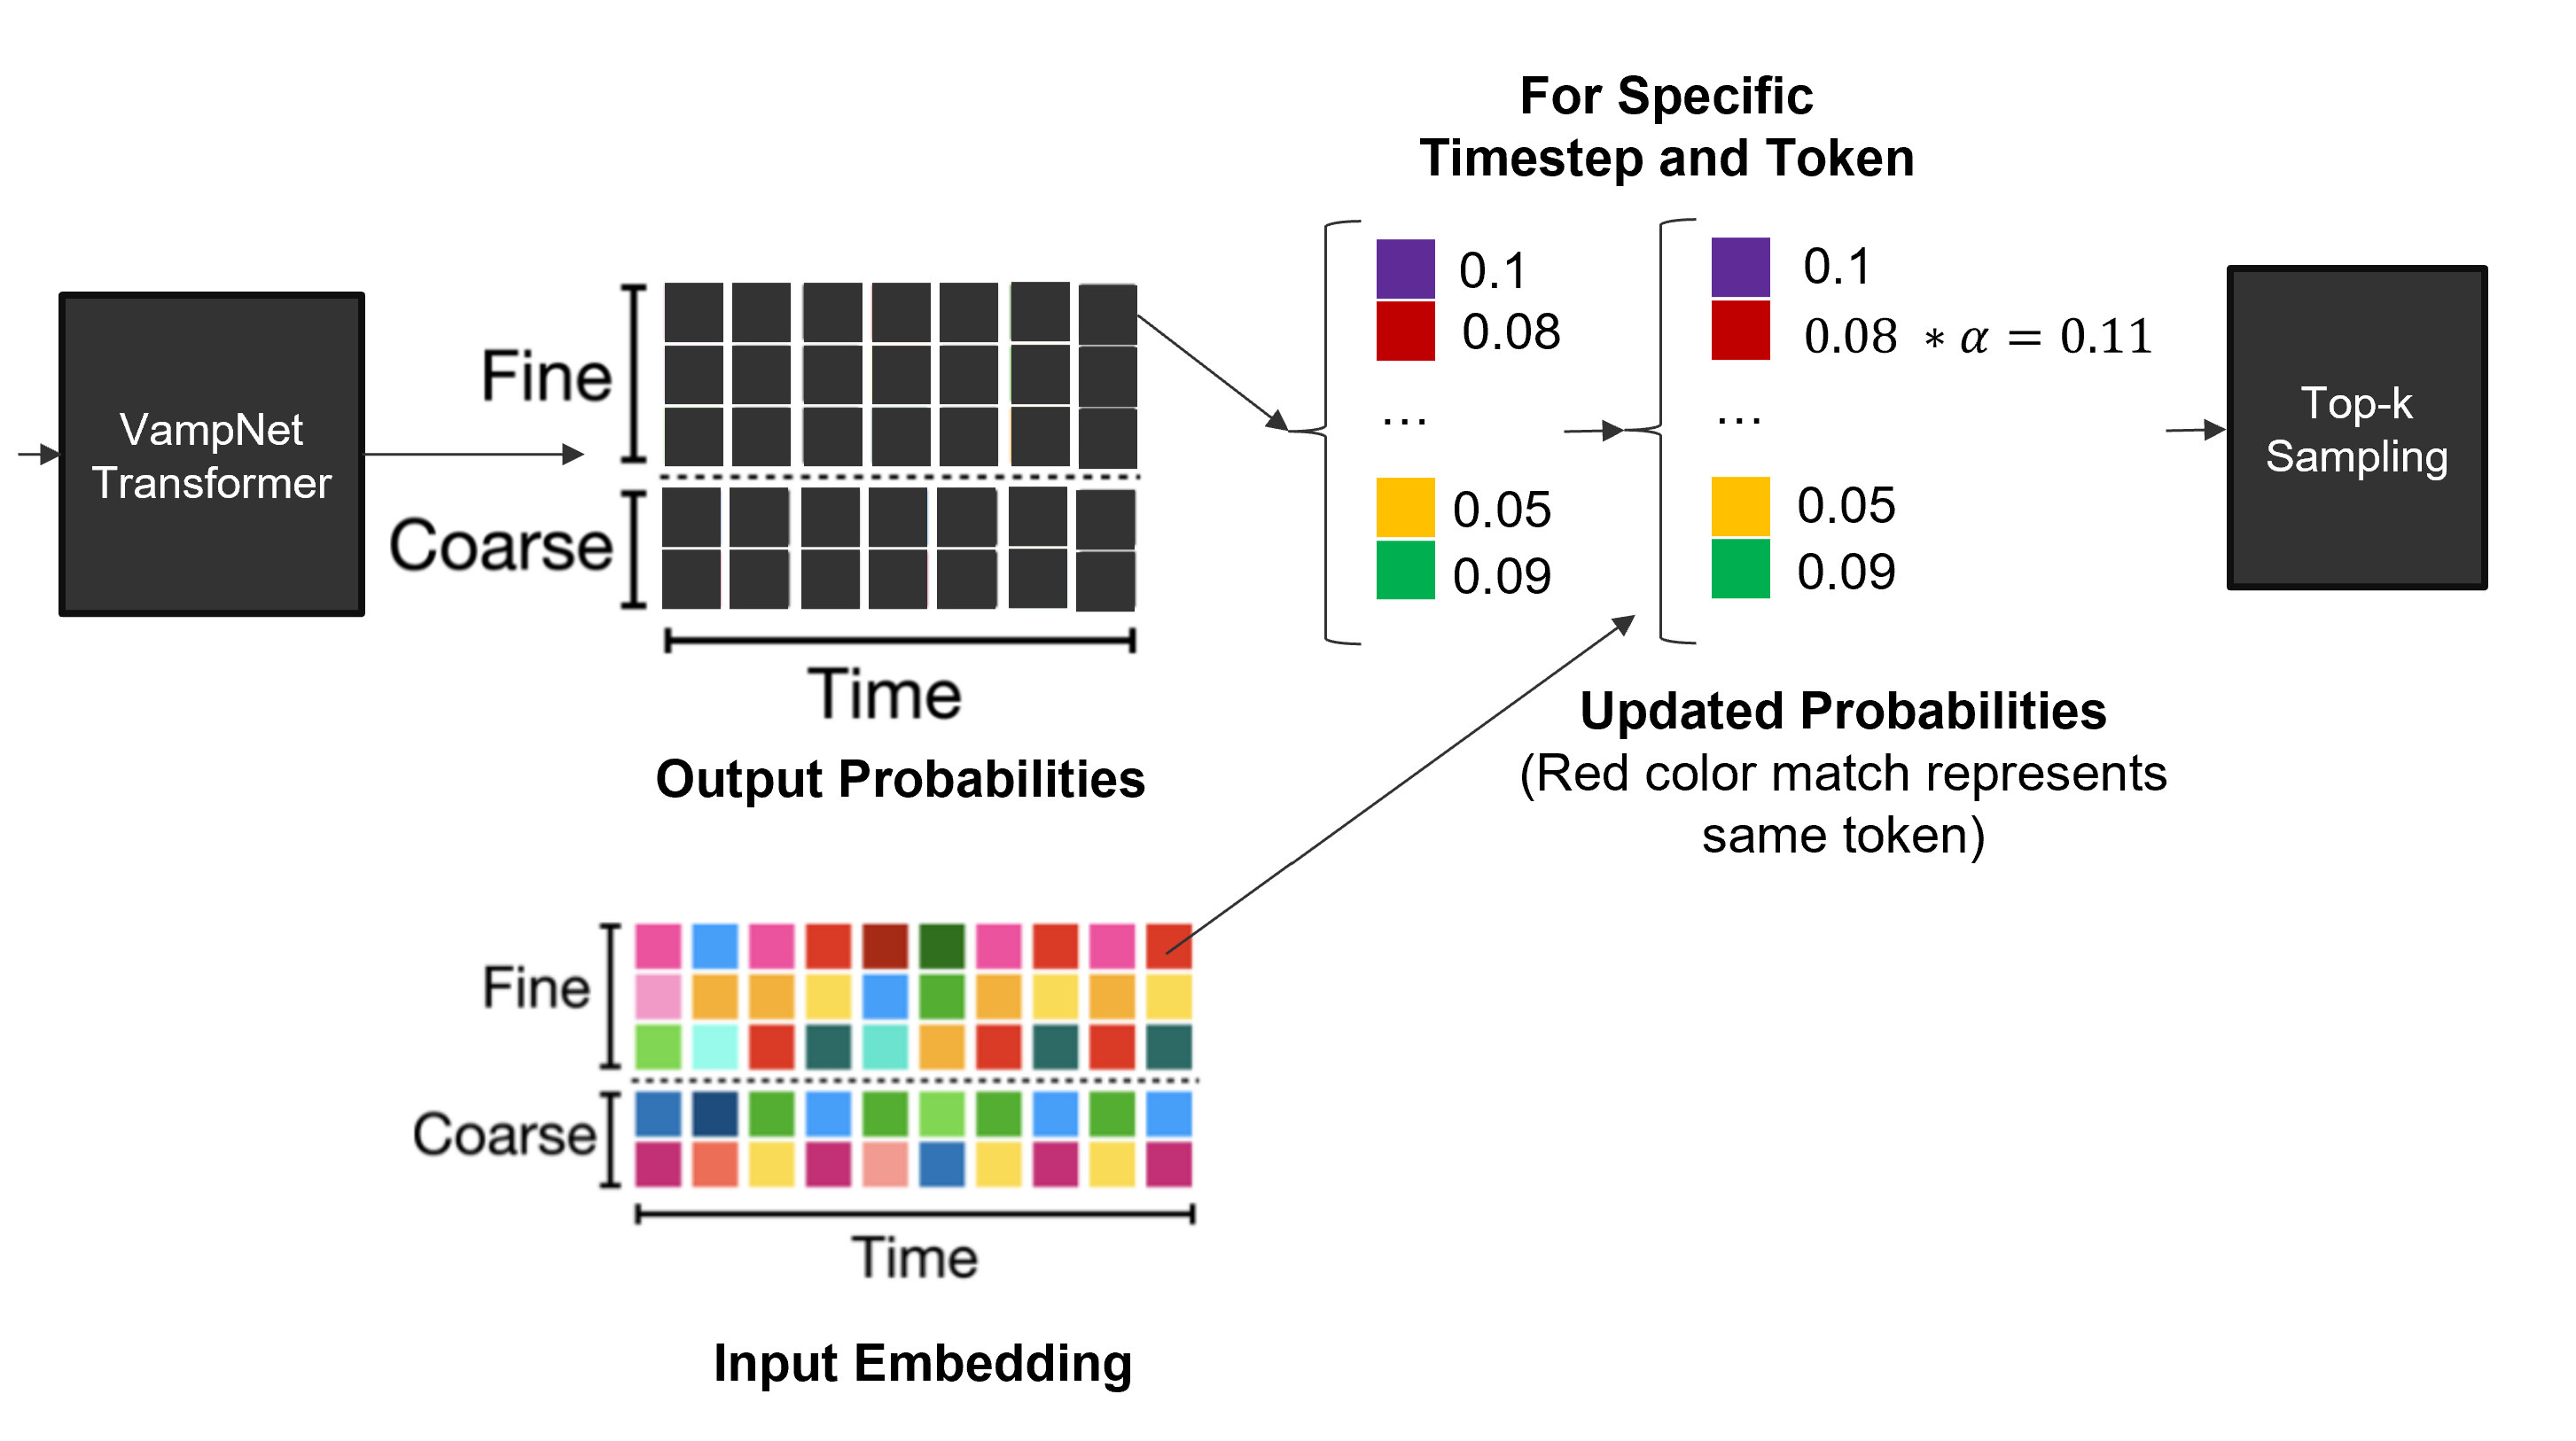 For Specific
Timestep and Token
VampNet
Transformer
Fine
Coarse
Time
Output Probabilities
0.1
0.08
...
0.05
0.09
0.1
0.08 * α = 0.11
...
0.05
0.09
Top-k
Sampling
Updated Probabilities
(Red color match represents
same token)
Fine
Coarse
Time
Input Embedding